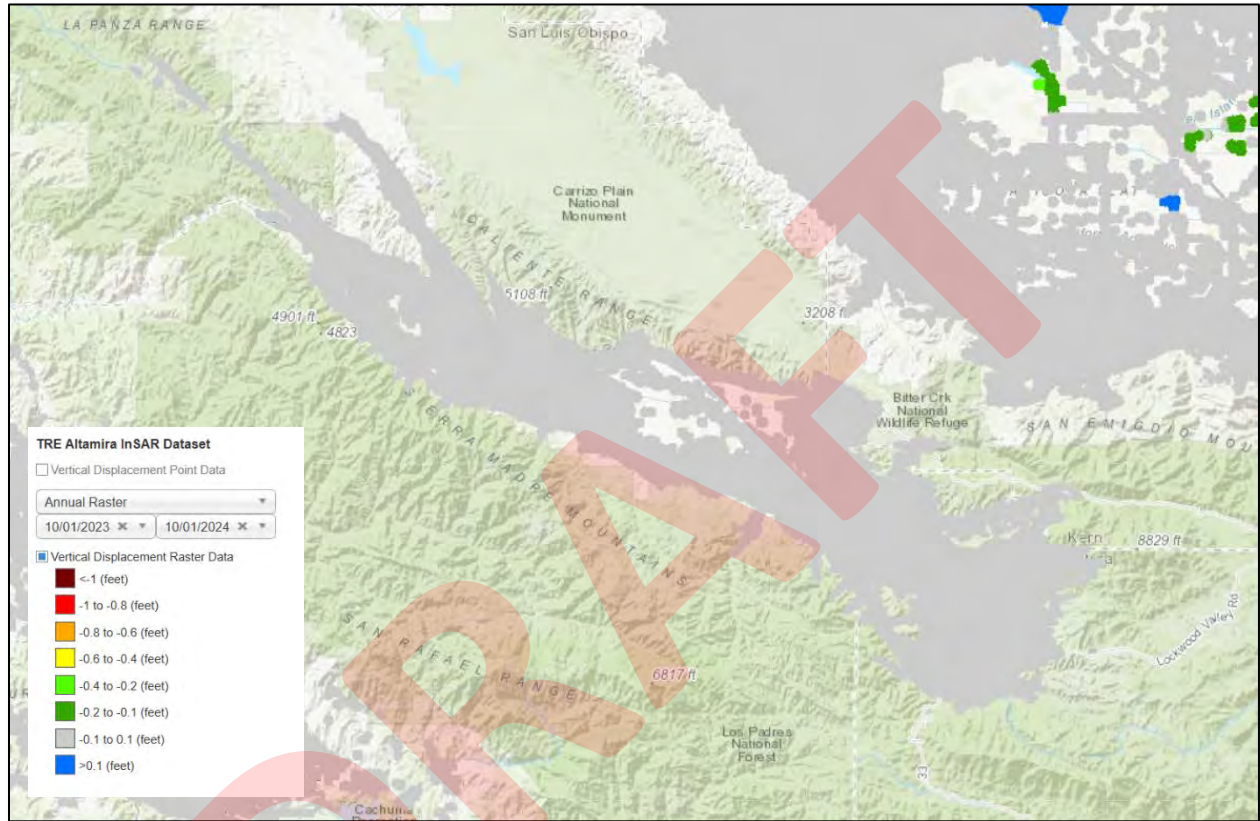 LA PANZA RANGE
San Luis Obispo
Carrizo Plain
National
Monument
CALIENTE RANGE
5108 ft
4901 ft
4823
3208 f
Bitter Crk
National
Wildlife Refuge
SAN EMIGDIO MOU
SIERRA MADRE MOUNTAINS
Kern
8829 ft
Lockwood Valley Rd
SAN RAFAEL RANGE
6817 ft
Los Padres
National
Forest
33
TRE Altamira InSAR Dataset
Vertical Displacement Point Data
Annual Raster
10/01/2023 10/01/2024
Vertical Displacement Raster Data
<-1 (feet)
-1 to -0.8 (feet)
-0.8 to -0.6 (feet)
-0.6 to -0.4 (feet)
-0.4 to -0.2 (feet)
-0.2 to -0.1 (feet)
-0.1 to 0.1 (feet)
>0.1 (feet)
DRAFT